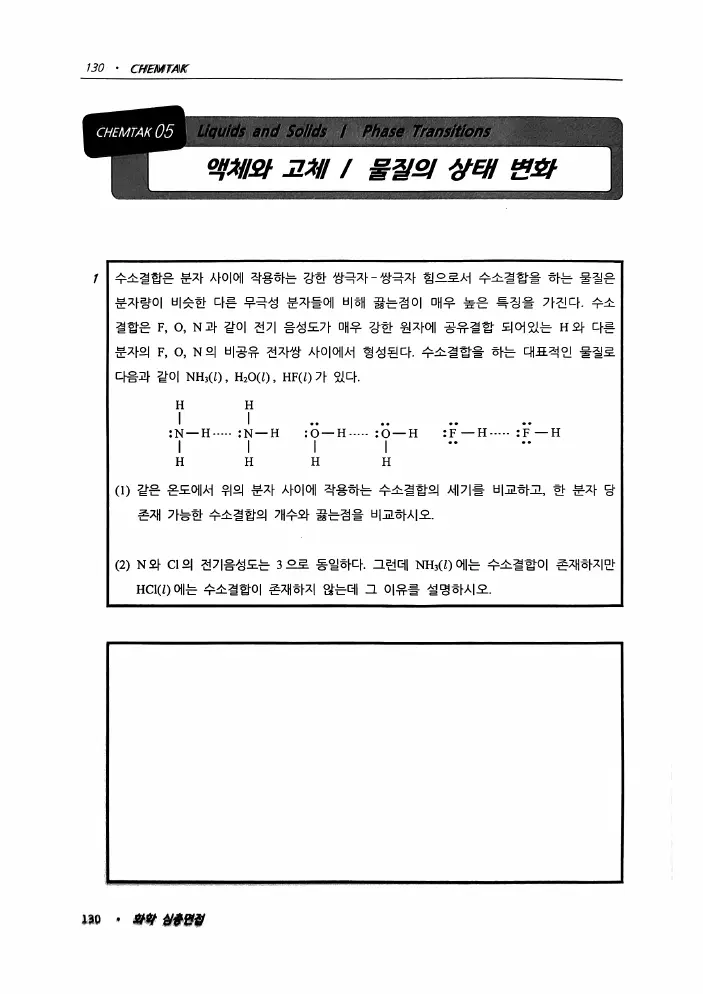 130 • CHEMTAK
CHEMTAK 05 Liquids and Solids / Phase Transitions
액체와 고체 / 물질의 상태 변화
1 수소결합은 분자 사이에 작용하는 강한 쌍극자-쌍극자 힘으로서 수소결합을 하는 물질은
분자량이 비슷한 다른 무극성 분자들에 비해 끓는점이 매우 높은 특징을 가진다. 수소
결합은 F, O, N과 같이 전기 음성도가 매우 강한 원자에 공유결합 되어있는 H와 다른
분자의 F, O, N의 비공유 전자쌍 사이에서 형성된다. 수소결합을 하는 대표적인 물질로
다음과 같이 NH₃(l), H₂O(l), HF(l)가 있다.
H H
:N—H·····:N—H :O—H·····:O—H :F—H·····:F—H
H H H H
(1) 같은 온도에서 위의 분자 사이에 작용하는 수소결합의 세기를 비교하고, 한 분자 당
존재 가능한 수소결합의 개수와 끓는점을 비교하시오.
(2) N와 Cl의 전기음성도는 3으로 동일하다. 그런데 NH₃(l)에는 수소결합이 존재하지만
HCl(l)에는 수소결합이 존재하지 않는데 그 이유를 설명하시오.
130 • 화학 심층면접